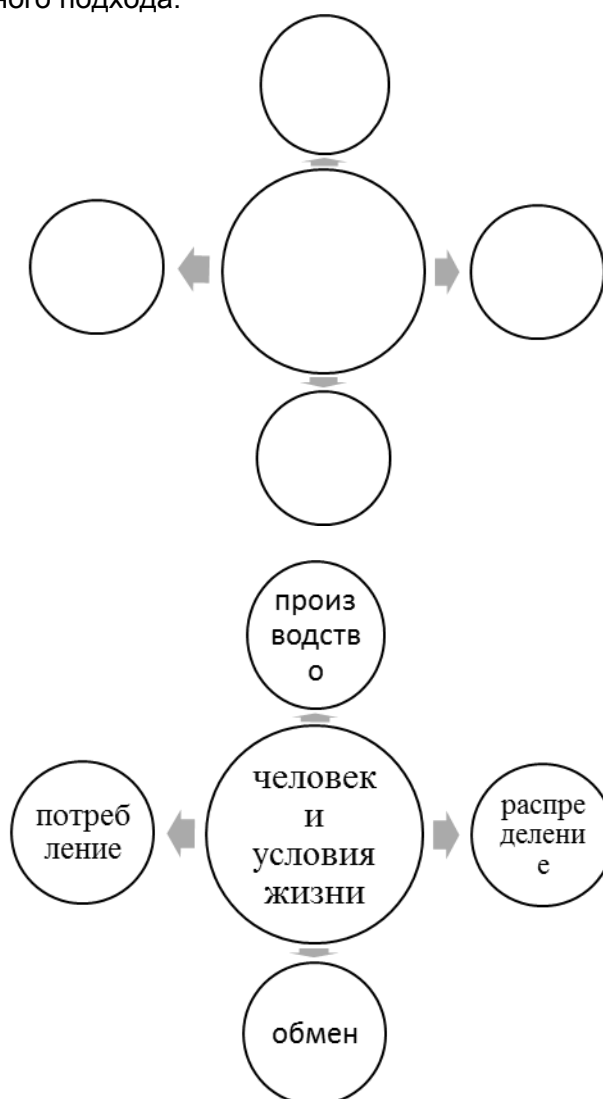 ного подхода:
произ
водств
о
потреб
ление
человек
и
условия
жизни
распре
делени
е
обмен